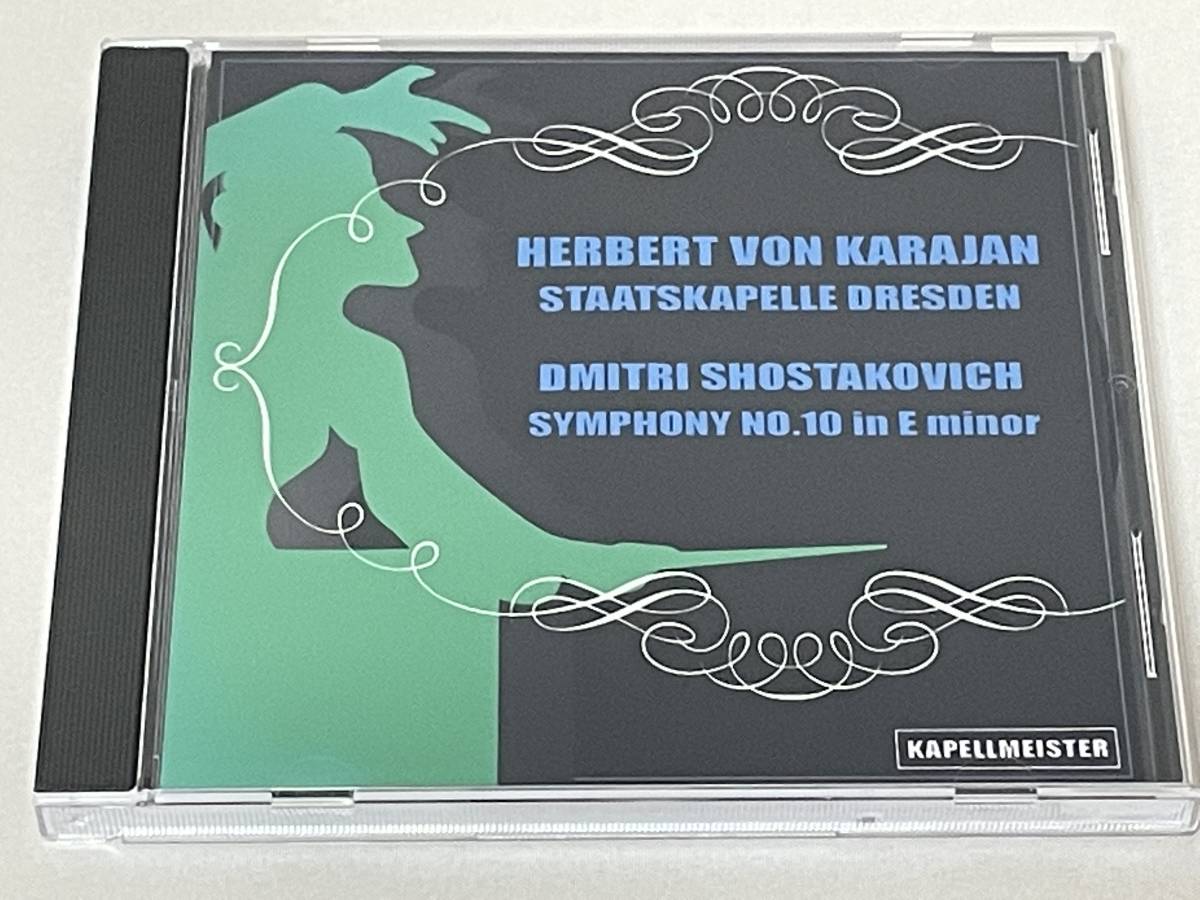 HERBERT VON KARAJAN
STAATSKAPELLE DRESDEN
DMITRI SHOSTAKOVICH
SYMPHONY NO.10 in E minor
KAPELLMEISTER